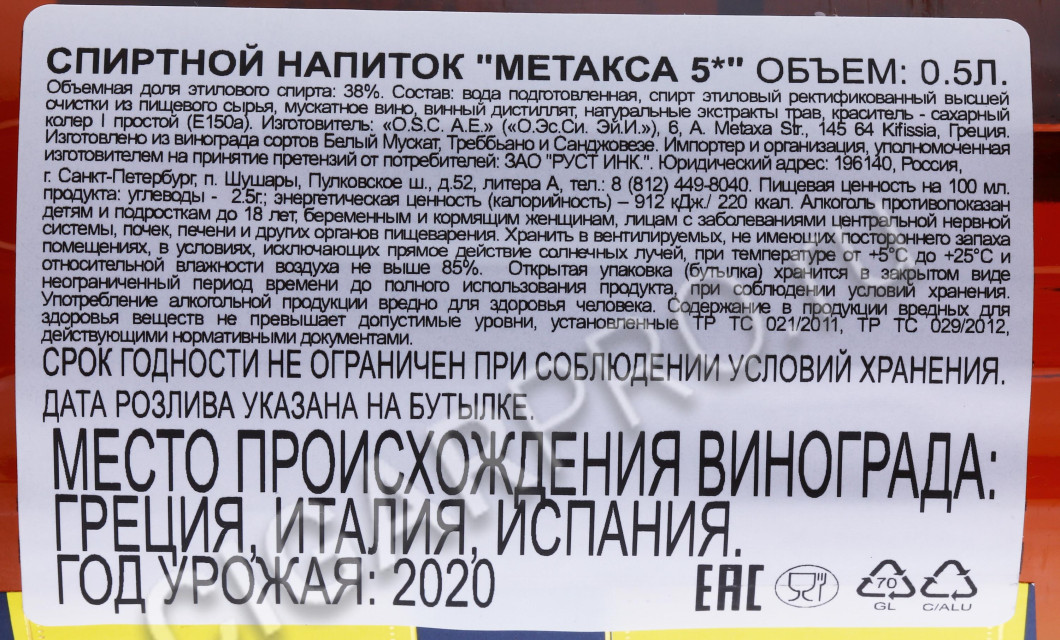 СПИРТНОЙ НАПИТОК "МЕТАКСА 5*" ОБЪЕМ: 0.5Л.
Объемная доля этилового спирта: 38%. Состав: вода подготовленная, спирт этиловый ректификованный высшей
очистки из пищевого сырья, мускатное вино, винный дистиллят, натуральные экстракты трав, краситель - сахарный
колер I простой (Е150а). Изготовитель: «O.S.C. A.E.» («О.Эс.Си. Эй.И.»), 6, A. Metaxa Str., 145 64 Kifissia, Греция.
Изготовлено из винограда сортов Белый Мускат, Треббьано и Санджовезе. Импортер и организация, уполномоченная
изготовителем на принятие претензий от потребителей: ЗАО "РУСТ ИНК.". Юридический адрес: 196140, Россия,
г. Санкт-Петербург, п. Шушары, Пулковское ш., д.52, литера А, тел.: 8 (812) 449-8040. Пищевая ценность на 100 мл.
продукта: углеводы - 2.5г; энергетическая ценность (калорийность) – 912 кДж./ 220 ккал. Алкоголь противопоказан
детям и подросткам до 18 лет, беременным и кормящим женщинам, лицам с заболеваниями центральной нервной
системы, почек, печени и других органов пищеварения. Хранить в вентилируемых, не имеющих постороннего запаха
помещениях, в условиях, исключающих прямое действие солнечных лучей, при температуре от +5°С до +25°С и
относительной влажности воздуха не выше 85%. Открытая упаковка (бутылка) хранится в закрытом виде
неограниченный период времени до полного использования продукта, при соблюдении условий хранения.
Употребление алкогольной продукции вредно для здоровья человека. Содержание в продукции вредных для
здоровья веществ не превышает допустимые уровни, установленные ТР ТС 021/2011, ТР ТС 029/2012,
действующими нормативными документами.
СРОК ГОДНОСТИ НЕ ОГРАНИЧЕН ПРИ СОБЛЮДЕНИИ УСЛОВИЙ ХРАНЕНИЯ.
ДАТА РОЗЛИВА УКАЗАНА НА БУТЫЛКЕ.
МЕСТО ПРОИСХОЖДЕНИЯ ВИНОГРАДА:
ГРЕЦИЯ, ИТАЛИЯ, ИСПАНИЯ.
ГОД УРОЖАЯ: 2020
EAC
70
GL
C/ALU
CIGARPRO.ru